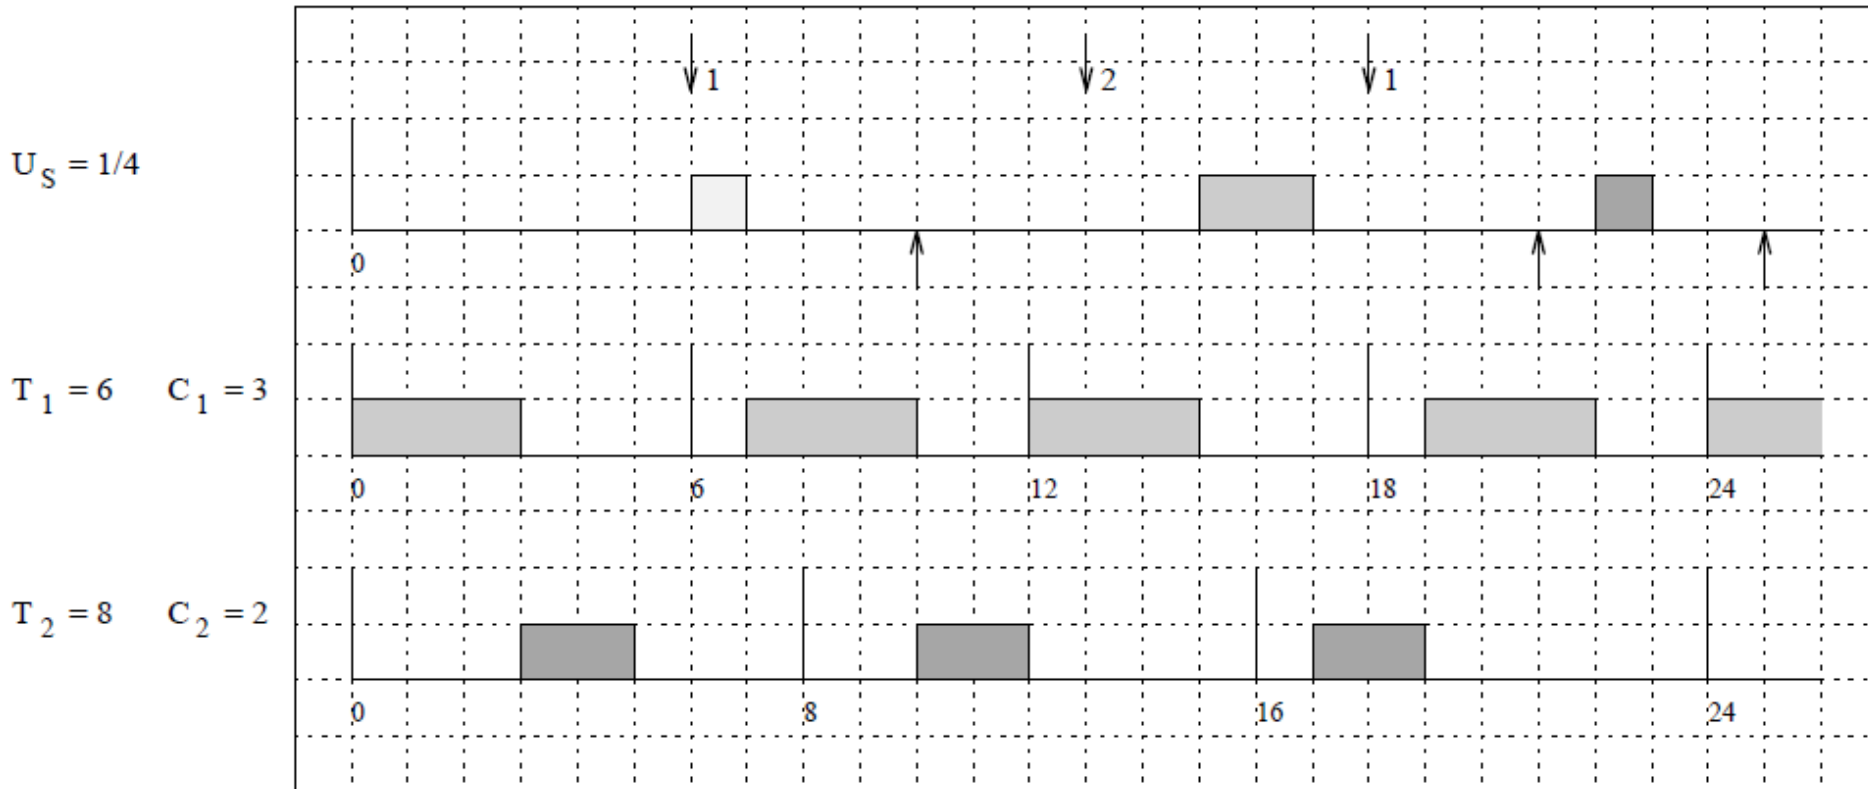 1 2 1
U_S = 1/4
0
T_1 = 6 C_1 = 3
0 6 12 18 24
T_2 = 8 C_2 = 2
0 8 16 24